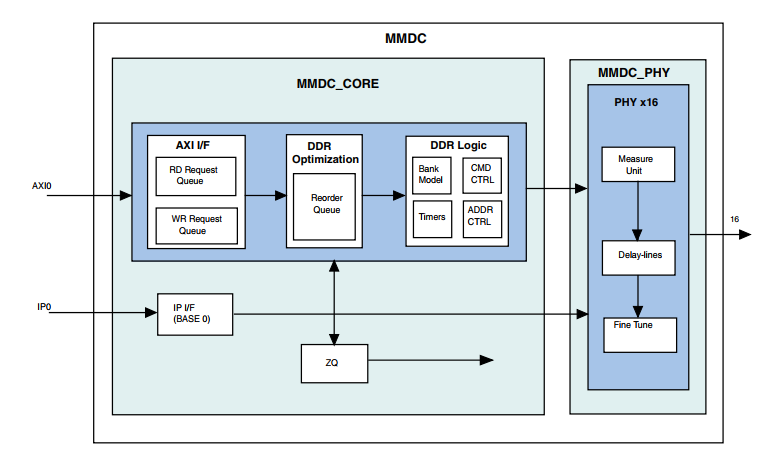 MMDC
MMDC_CORE
MMDC_PHY
PHY x16
AXI I/F
RD Request
Queue
WR Request
Queue
DDR
Optimization
Reorder
Queue
DDR Logic
Bank
Model
CMD
CTRL
Timers
ADDR
CTRL
Measure
Unit
Delay-lines
Fine Tune
AXI0
16
IP0
IP I/F
(BASE 0)
ZQ